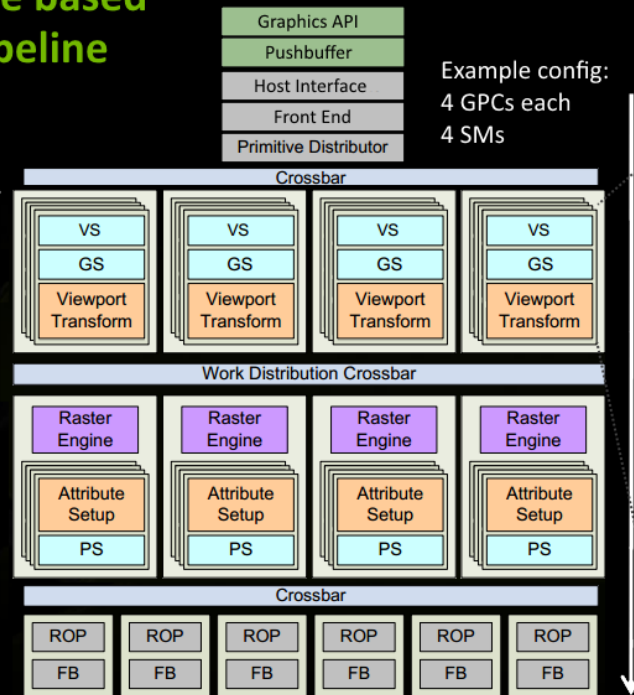 e based
peline
Graphics API
Pushbuffer
Host Interface
Front End
Primitive Distributor
Example config:
4 GPCs each
4 SMs
Crossbar
VS VS VS VS
GS GS GS GS
Viewport Viewport Viewport Viewport
Transform Transform Transform Transform
Work Distribution Crossbar
Raster Raster Raster Raster
Engine Engine Engine Engine
Attribute Attribute Attribute Attribute
Setup Setup Setup Setup
PS PS PS PS
Crossbar
ROP ROP ROP ROP ROP ROP
FB FB FB FB FB FB